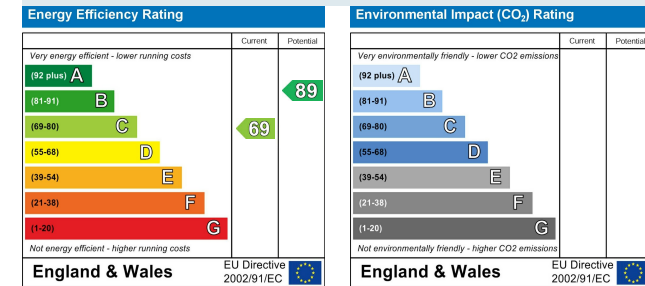 Energy Efficiency Rating
Current Potential
Very energy efficient - lower running costs
(92 plus) A
(81-91) B
89
(69-80) C
69
(55-68) D
(39-54) E
(21-38) F
(1-20) G
Not energy efficient - higher running costs
England & Wales
EU Directive
2002/91/EC
Environmental Impact (CO₂) Rating
Current Potential
Very environmentally friendly - lower CO2 emissions
(92 plus) A
(81-91) B
(69-80) C
(55-68) D
(39-54) E
(21-38) F
(1-20) G
Not environmentally friendly - higher CO2 emissions
England & Wales
EU Directive
2002/91/EC